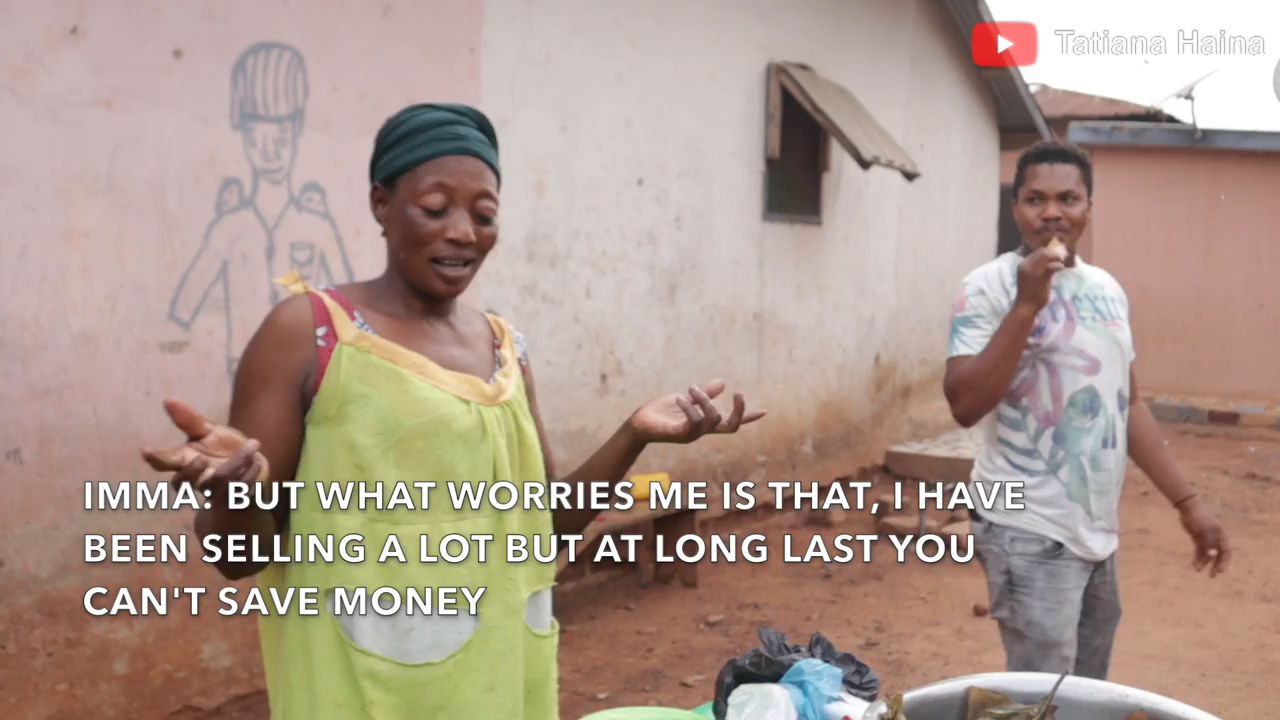 Tatiana Haina
IMMA: BUT WHAT WORRIES ME IS THAT, I HAVE
BEEN SELLING A LOT BUT AT LONG LAST YOU
CAN'T SAVE MONEY